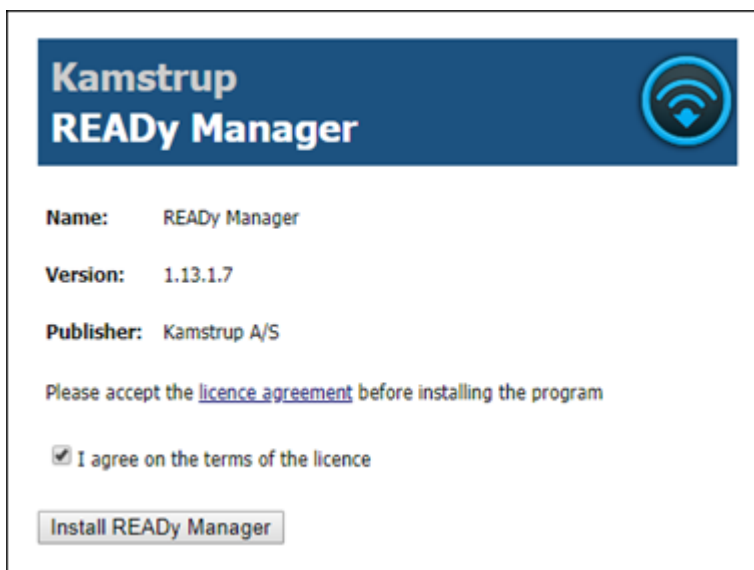 Kamstrup
READy Manager
Name: READy Manager
Version: 1.13.1.7
Publisher: Kamstrup A/S
Please accept the licence agreement before installing the program
I agree on the terms of the licence
Install READy Manager